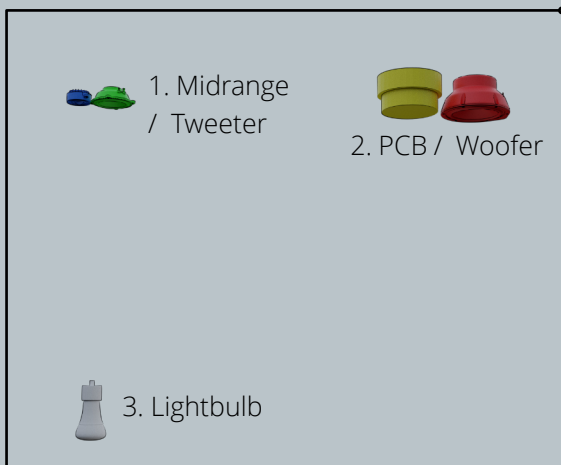 1. Midrange
/ Tweeter
2. PCB / Woofer
3. Lightbulb